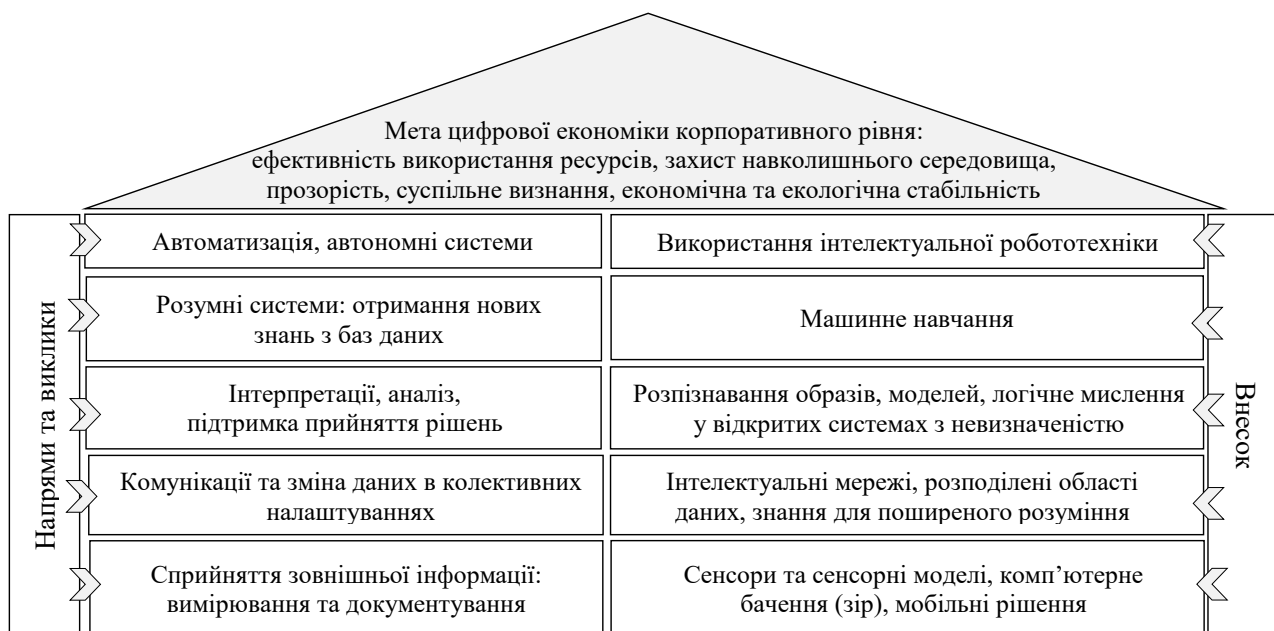 Мета цифрової економіки корпоративного рівня:
ефективність використання ресурсів, захист навколишнього середовища,
прозорість, суспільне визнання, економічна та екологічна стабільність
Напрями та виклики
Автоматизація, автономні системи
Використання інтелектуальної робототехніки
Розумні системи: отримання нових
знань з баз даних
Машинне навчання
Інтерпретації, аналіз,
підтримка прийняття рішень
Розпізнавання образів, моделей, логічне мислення
у відкритих системах з невизначеністю
Комунікації та зміна даних в колективних
налаштуваннях
Інтелектуальні мережі, розподілені області
даних, знання для поширеного розуміння
Сприйняття зовнішньої інформації:
вимірювання та документування
Сенсори та сенсорні моделі, комп’ютерне
бачення (зір), мобільні рішення
Внесок